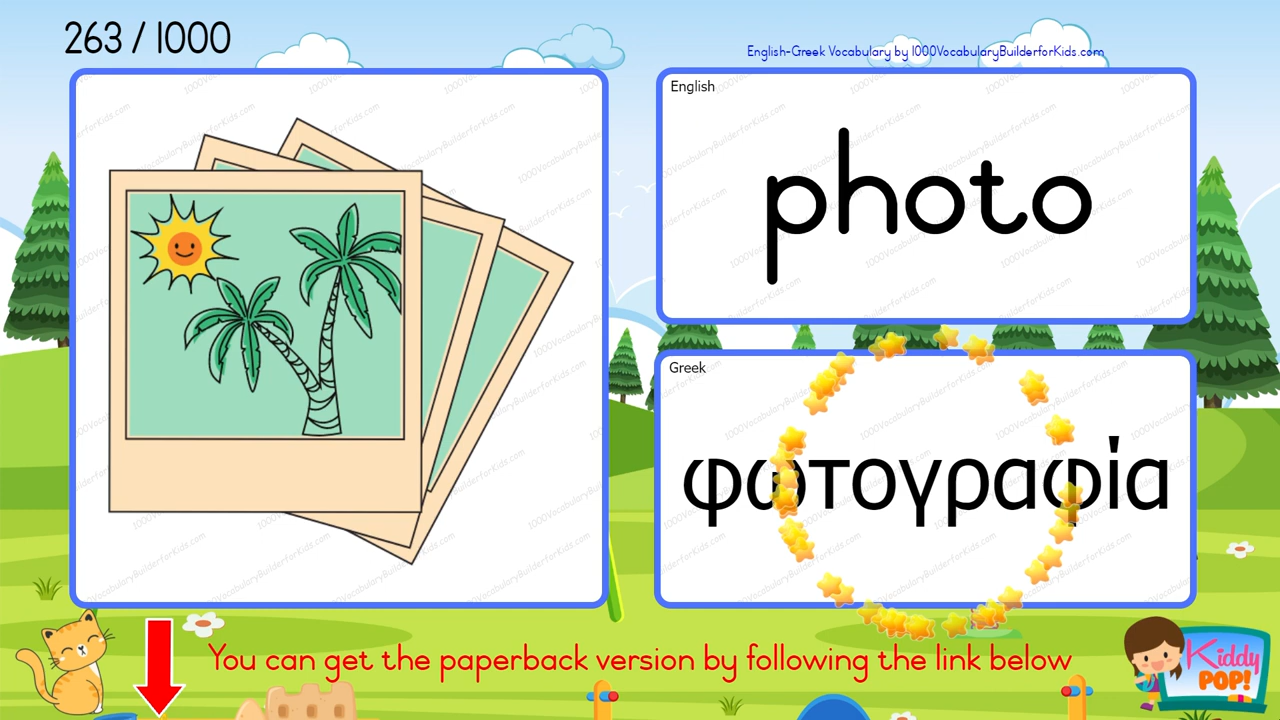 263 / 1000
English-Greek Vocabulary by 1000VocabularyBuilderforKids.com
English
photo
Greek
φωτογραφία
You can get the paperback version by following the link below
Kiddy
POP!